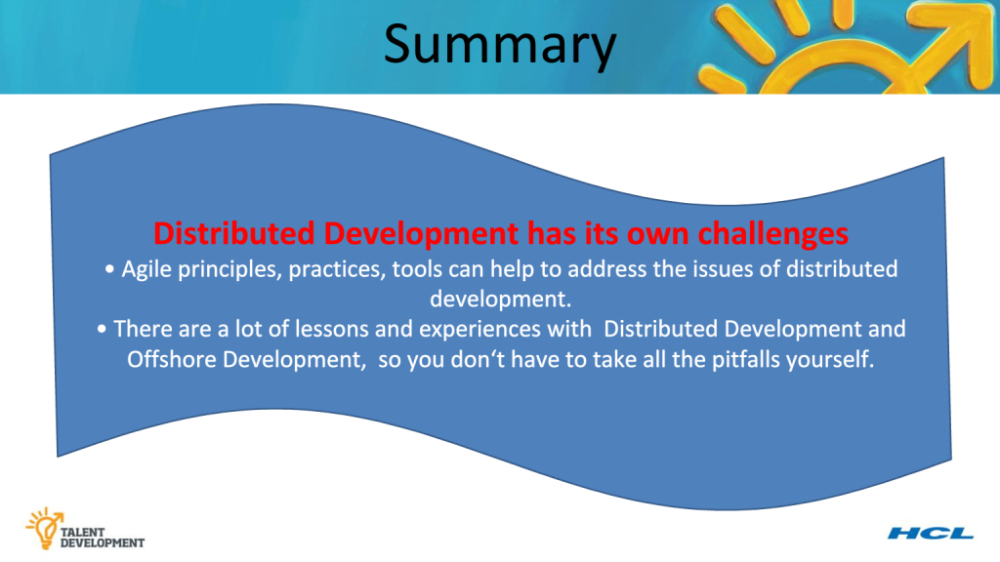 Summary
Distributed Development has its own challenges
• Agile principles, practices, tools can help to address the issues of distributed
development.
• There are a lot of lessons and experiences with  Distributed Development and
Offshore Development,  so you don‘t have to take all the pitfalls yourself.
TALENT
DEVELOPMENT
HCL